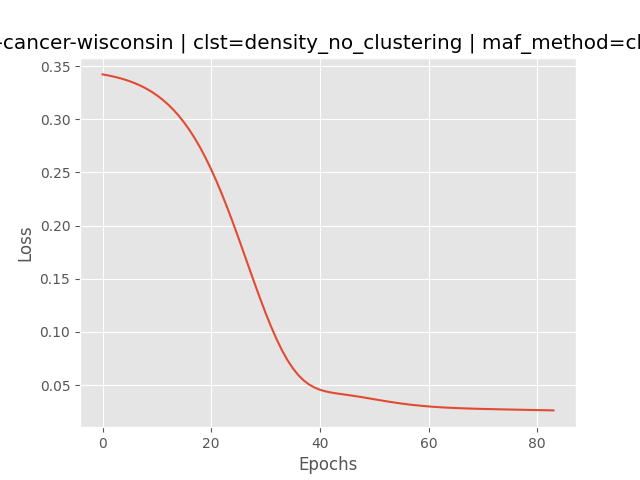 -cancer-wisconsin | clst=density_no_clustering | maf_method=cl
0.35
0.30
0.25
0.20
0.15
0.10
0.05
Loss
0 20 40 60 80
Epochs